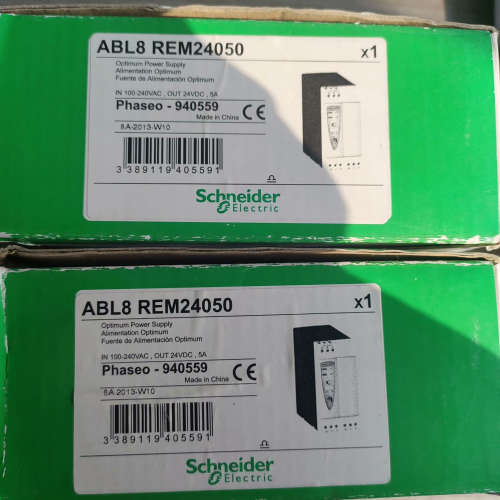 ABL8 REM24050 x1
Optimum Power Supply
Alimentation Optimum
Fuente de Alimentación Optimum
IN 100-240VAC , OUT 24VDC , 5A
Phaseo - 940559 CE
Made in China
8A-2013-W10
3 389119 405591
Schneider
Electric
ABL8 REM24050 x1
Optimum Power Supply
Alimentation Optimum
Fuente de Alimentación Optimum
IN 100-240VAC , OUT 24VDC , 5A
Phaseo - 940559 CE
Made in China
8A-2013-W10
3 389119 405591
Schneider
Electric